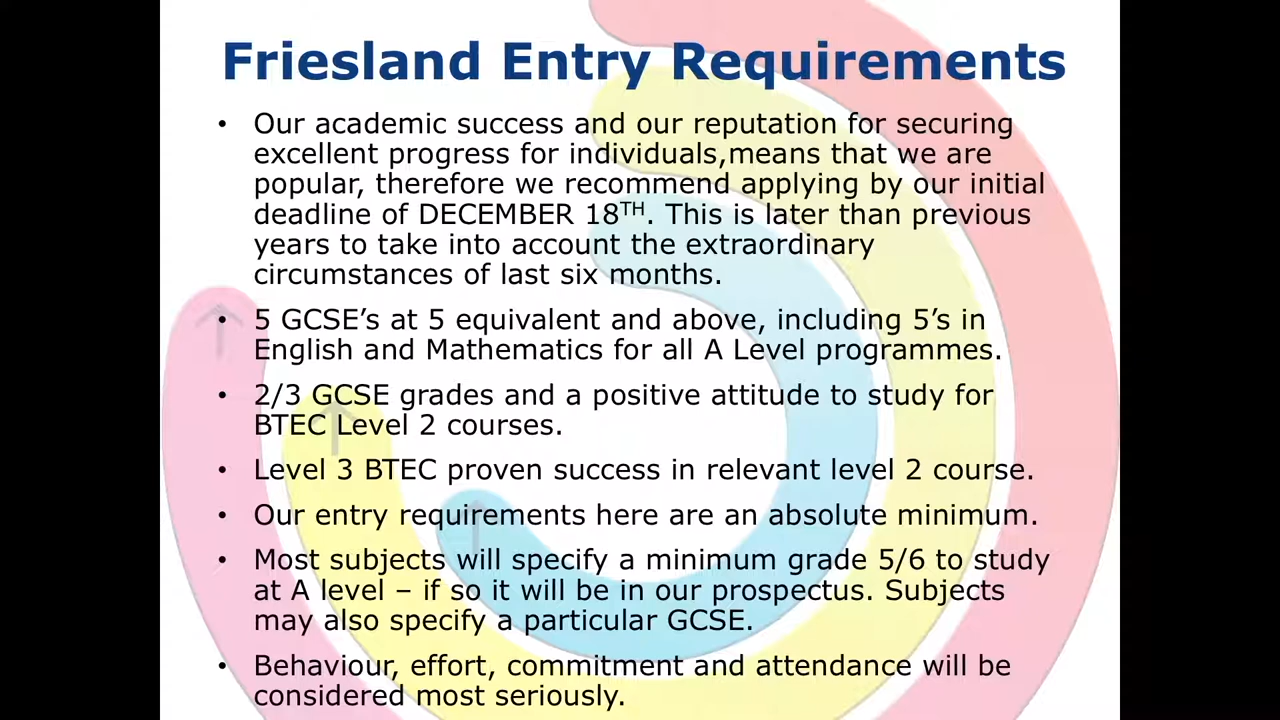 Friesland Entry Requirements
• Our academic success and our reputation for securing
excellent progress for individuals,means that we are
popular, therefore we recommend applying by our initial
deadline of DECEMBER 18TH. This is later than previous
years to take into account the extraordinary
circumstances of last six months.
• 5 GCSE’s at 5 equivalent and above, including 5’s in
English and Mathematics for all A Level programmes.
• 2/3 GCSE grades and a positive attitude to study for
BTEC Level 2 courses.
• Level 3 BTEC proven success in relevant level 2 course.
• Our entry requirements here are an absolute minimum.
• Most subjects will specify a minimum grade 5/6 to study
at A level – if so it will be in our prospectus. Subjects
may also specify a particular GCSE.
• Behaviour, effort, commitment and attendance will be
considered most seriously.